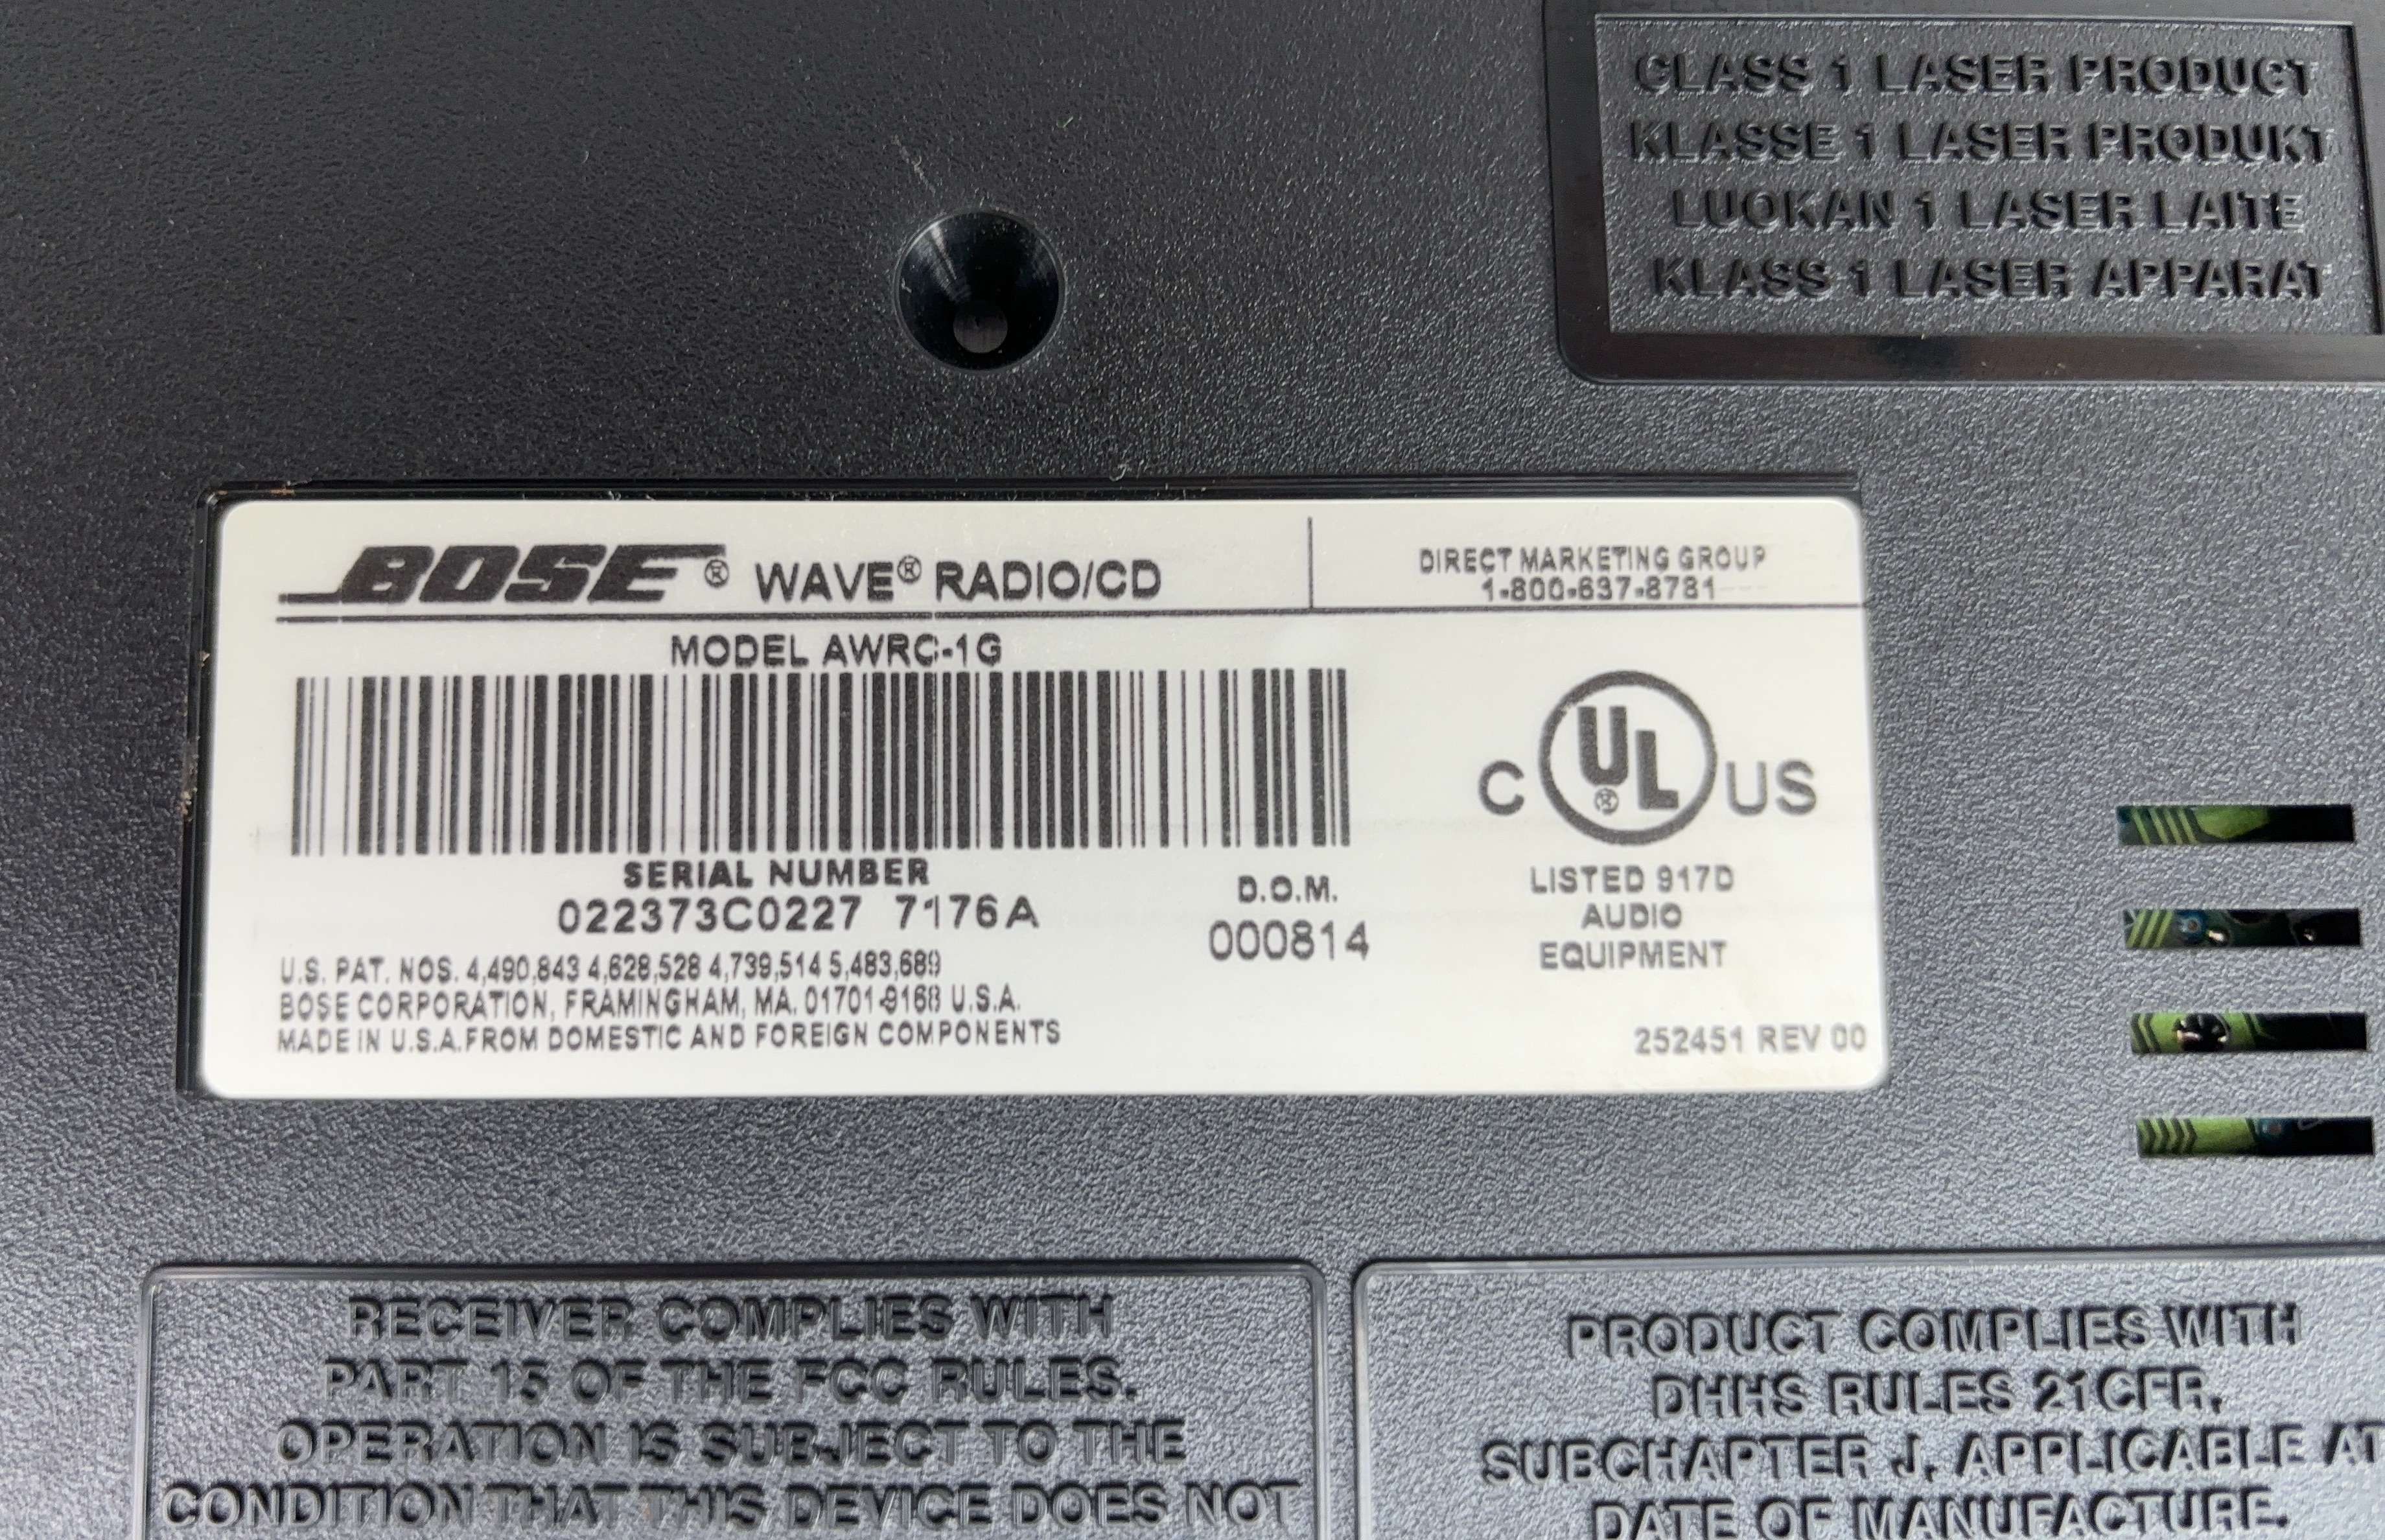 CLASS 1 LASER PRODUCT
KLASSE 1 LASER PRODUKT
LUOKAN 1 LASER LAITE
KLASS 1 LASER APPARAT
BOSE® WAVE® RADIO/CD
DIRECT MARKETING GROUP
1-800-637-8781
MODEL AWRC-1G
SERIAL NUMBER
022373C0227 7176A
D.O.M.
000814
C UL® US
LISTED 917D
AUDIO
EQUIPMENT
U.S. PAT. NOS. 4,490,843 4,628,528 4,739,514 5,483,689
BOSE CORPORATION, FRAMINGHAM, MA. 01701-9168 U.S.A.
MADE IN U.S.A. FROM DOMESTIC AND FOREIGN COMPONENTS
252451 REV 00
RECEIVER COMPLIES WITH
PART 15 OF THE FCC RULES.
OPERATION IS SUBJECT TO THE
CONDITION THAT THIS DEVICE DOES NOT
PRODUCT COMPLIES WITH
DHHS RULES 21CFR,
SUBCHAPTER J, APPLICABLE AT
DATE OF MANUFACTURE.